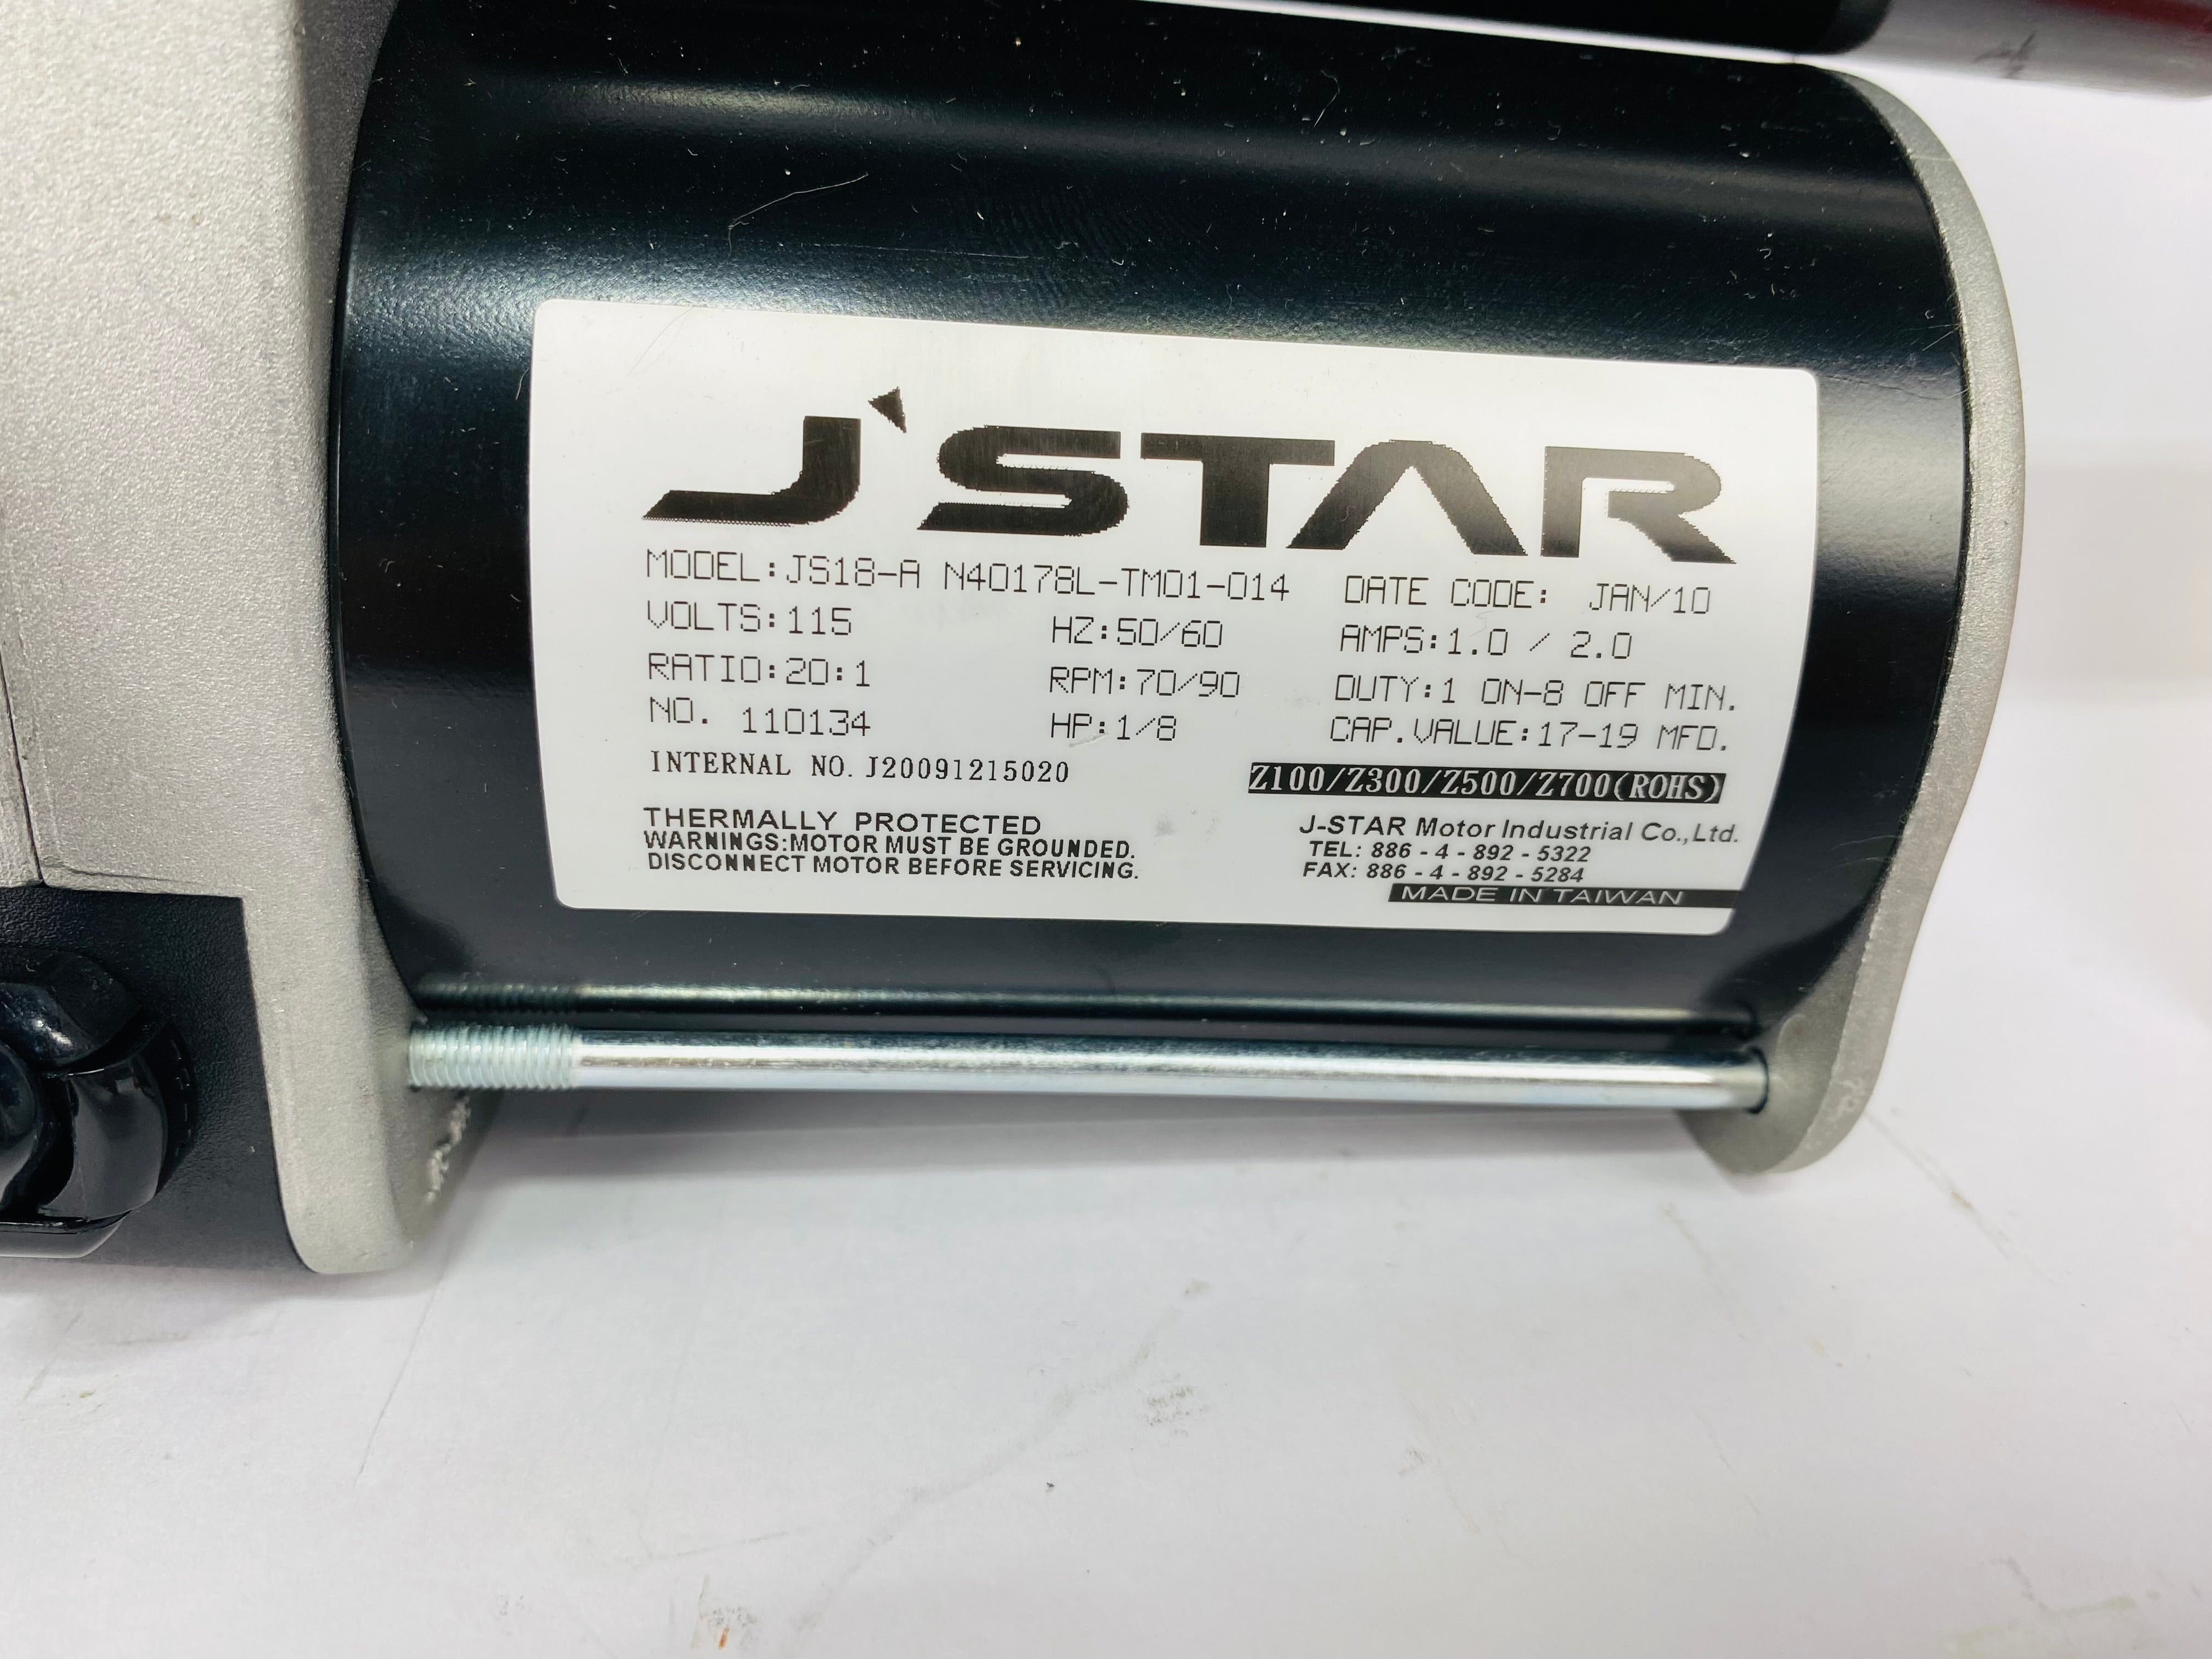 J'STAR
MODEL:JS18-A N40178L-TM01-014 DATE CODE: JAN/10
VOLTS:115 HZ:50/60 AMPS:1.0 / 2.0
RATIO:20:1 RPM:70/90 DUTY:1 ON-8 OFF MIN.
NO. 110134 HP:1/8 CAP.VALUE:17-19 MFD.
INTERNAL NO. J20091215020 Z100/Z300/Z500/Z700(ROHS)
THERMALLY PROTECTED
WARNINGS:MOTOR MUST BE GROUNDED.
DISCONNECT MOTOR BEFORE SERVICING.
J-STAR Motor Industrial Co.,Ltd.
TEL: 886 - 4 - 892 - 5322
FAX: 886 - 4 - 892 - 5284
MADE IN TAIWAN